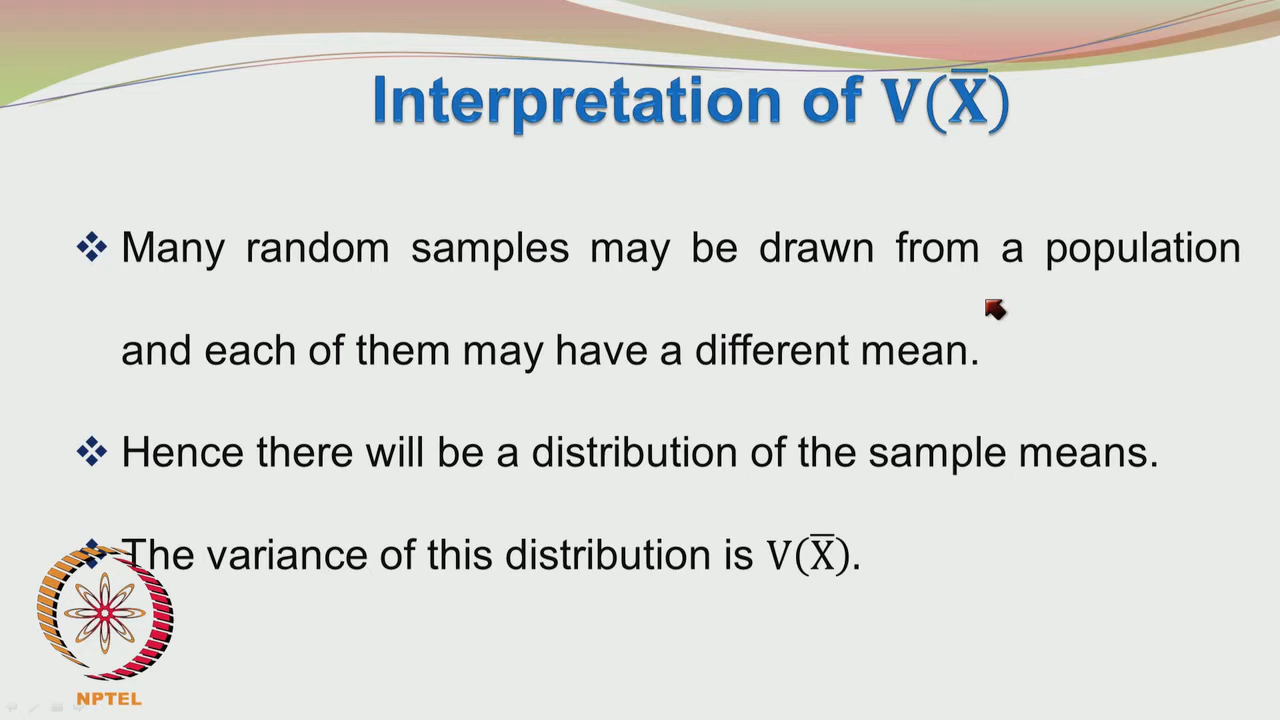 Interpretation of V(X̅)
❖ Many random samples may be drawn from a population
and each of them may have a different mean.
❖ Hence there will be a distribution of the sample means.
❖ The variance of this distribution is V(X̅).
NPTEL